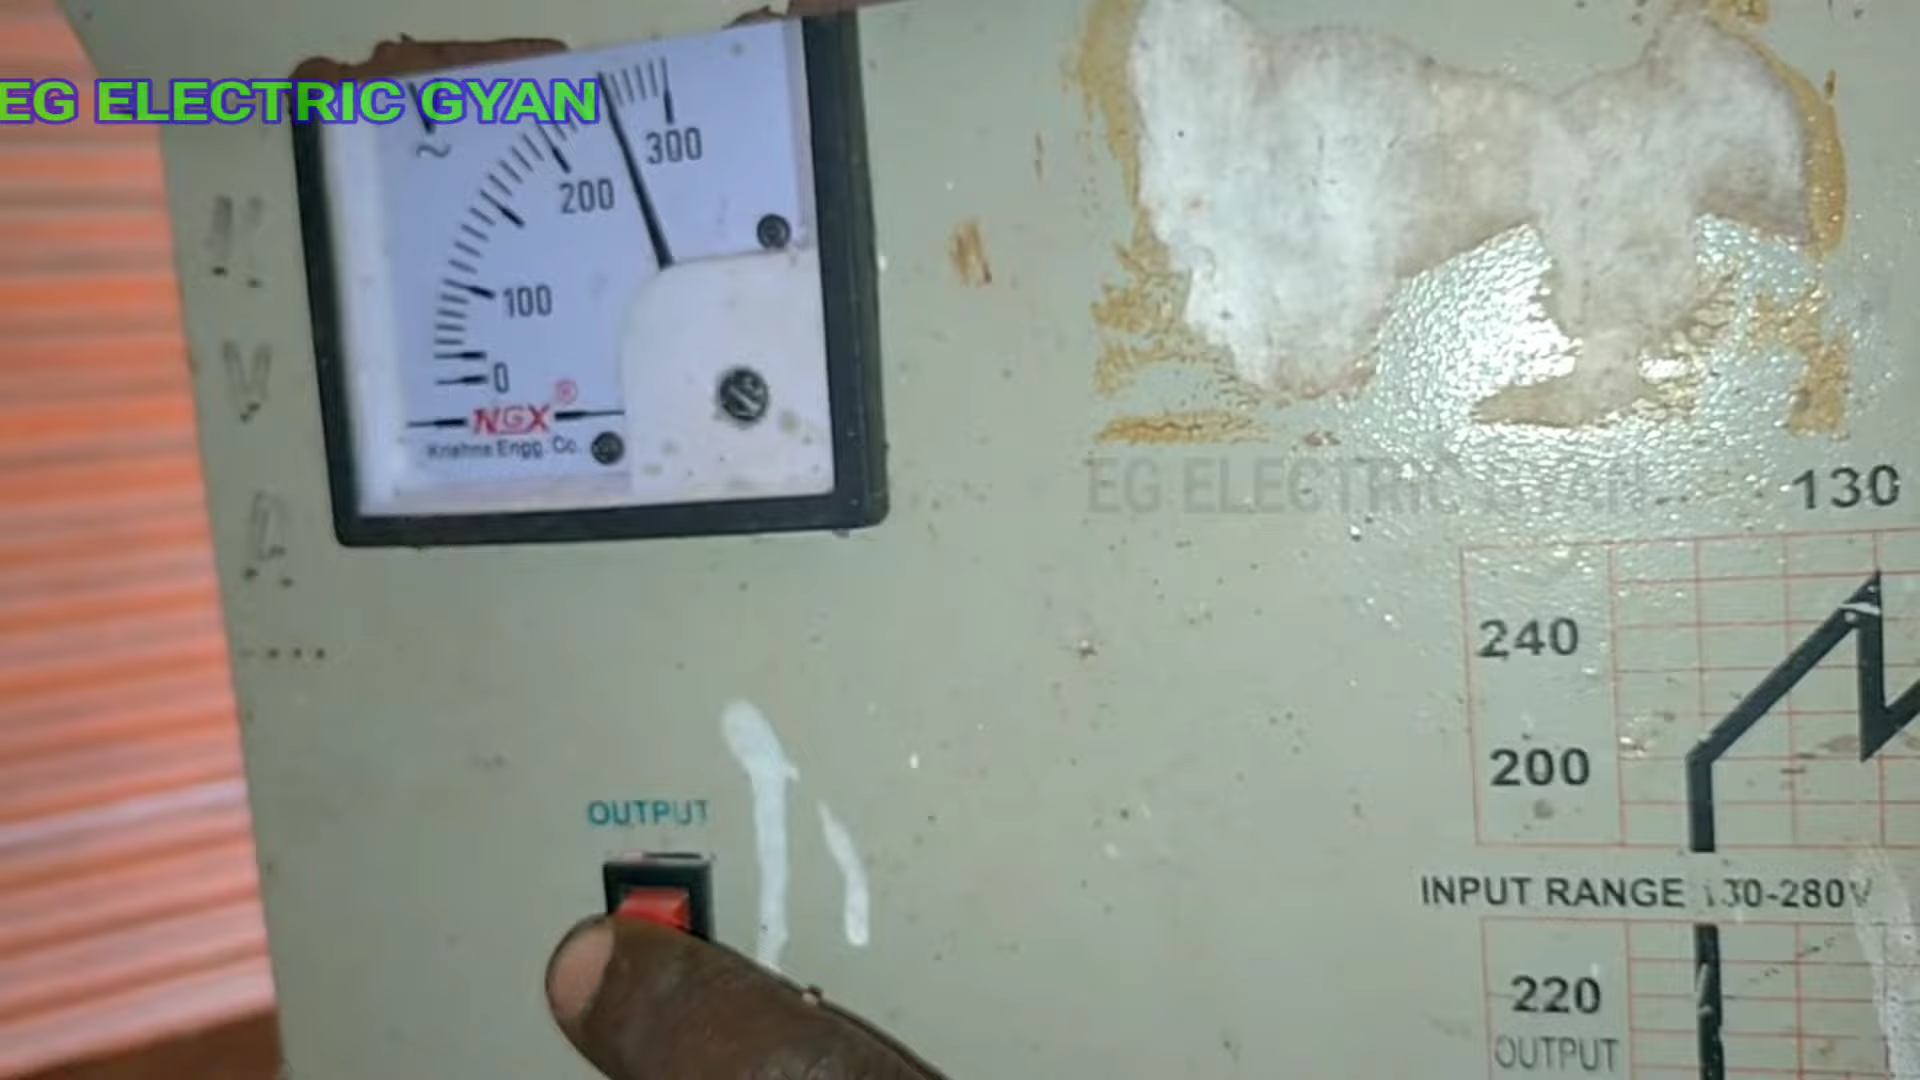 EG ELECTRIC GYAN
300
200
100
0
NGX®
Krishna Engg. Co.
EG ELECTRIC GYAN
130
240
200
OUTPUT
INPUT RANGE 130-280V
220
OUTPUT